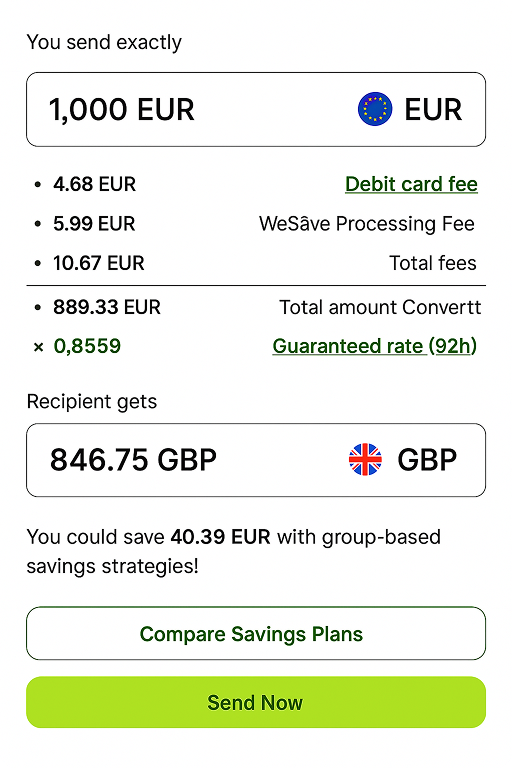 You send exactly
1,000 EUR EUR
• 4.68 EUR Debit card fee
• 5.99 EUR WeSâve Processing Fee
• 10.67 EUR Total fees
• 889.33 EUR Total amount Convertt
× 0,8559 Guaranteed rate (92h)
Recipient gets
846.75 GBP GBP
You could save 40.39 EUR with group-based
savings strategies!
Compare Savings Plans
Send Now